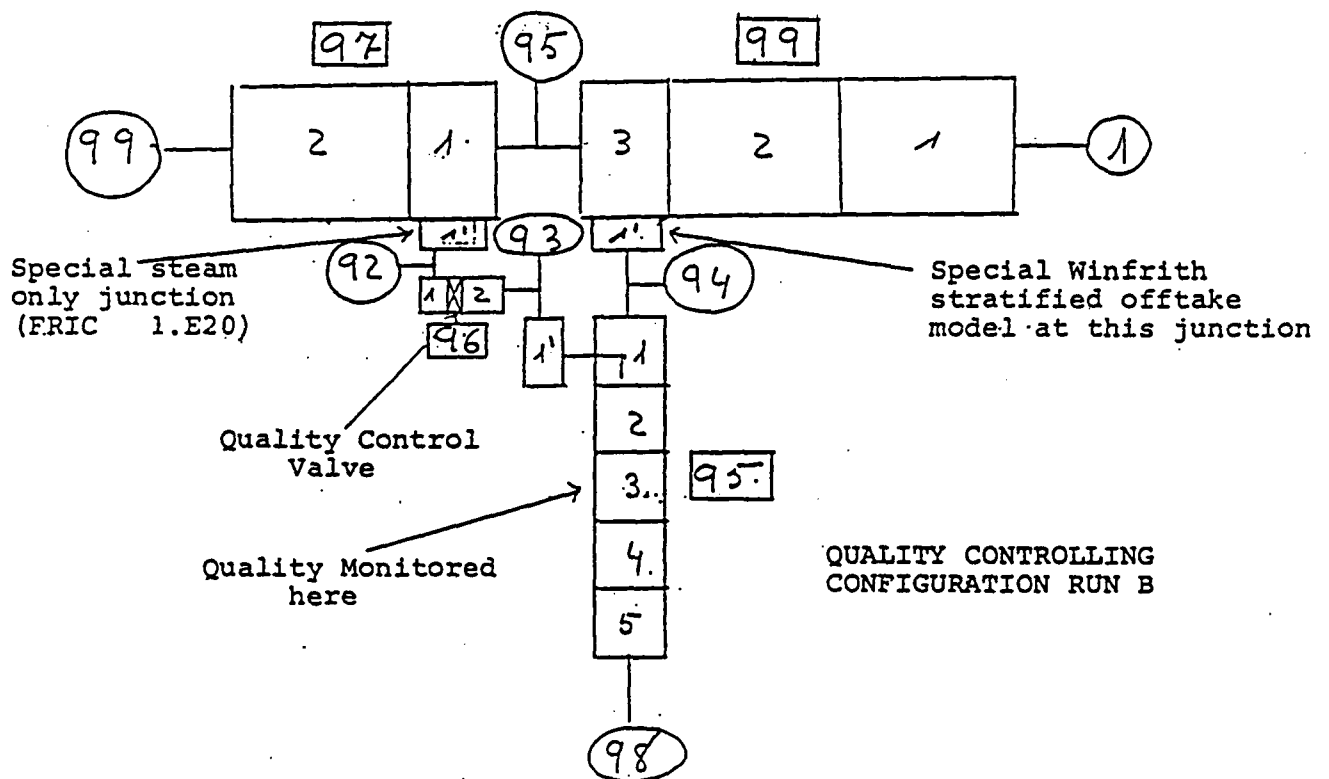 97
95
99
99
2
1.
3
2
1
1
1'
93
1'.
92
94
Special steam
only junction
(FRIC 1.E20)
Special Winfrith
stratified offtake
model at this junction
1
2
96
1'
1
2
Quality Control
Valve
3..
95.
Quality Monitored
here
4.
QUALITY CONTROLLING
CONFIGURATION RUN B
5
98